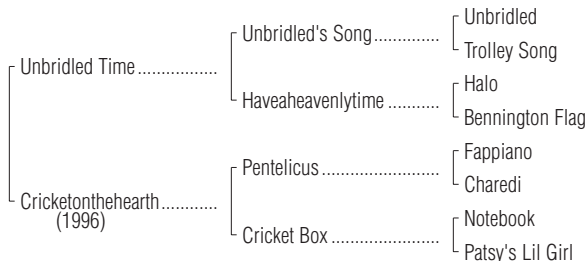 Unbridled
Unbridled's Song..............
Trolley Song
Unbridled Time.................
Halo
Haveaheavenlytime ...........
Bennington Flag
Fappiano
Pentelicus .........................
Charedi
Cricketonthehearth............
(1996)
Notebook
Cricket Box .......................
Patsy's Lil Girl